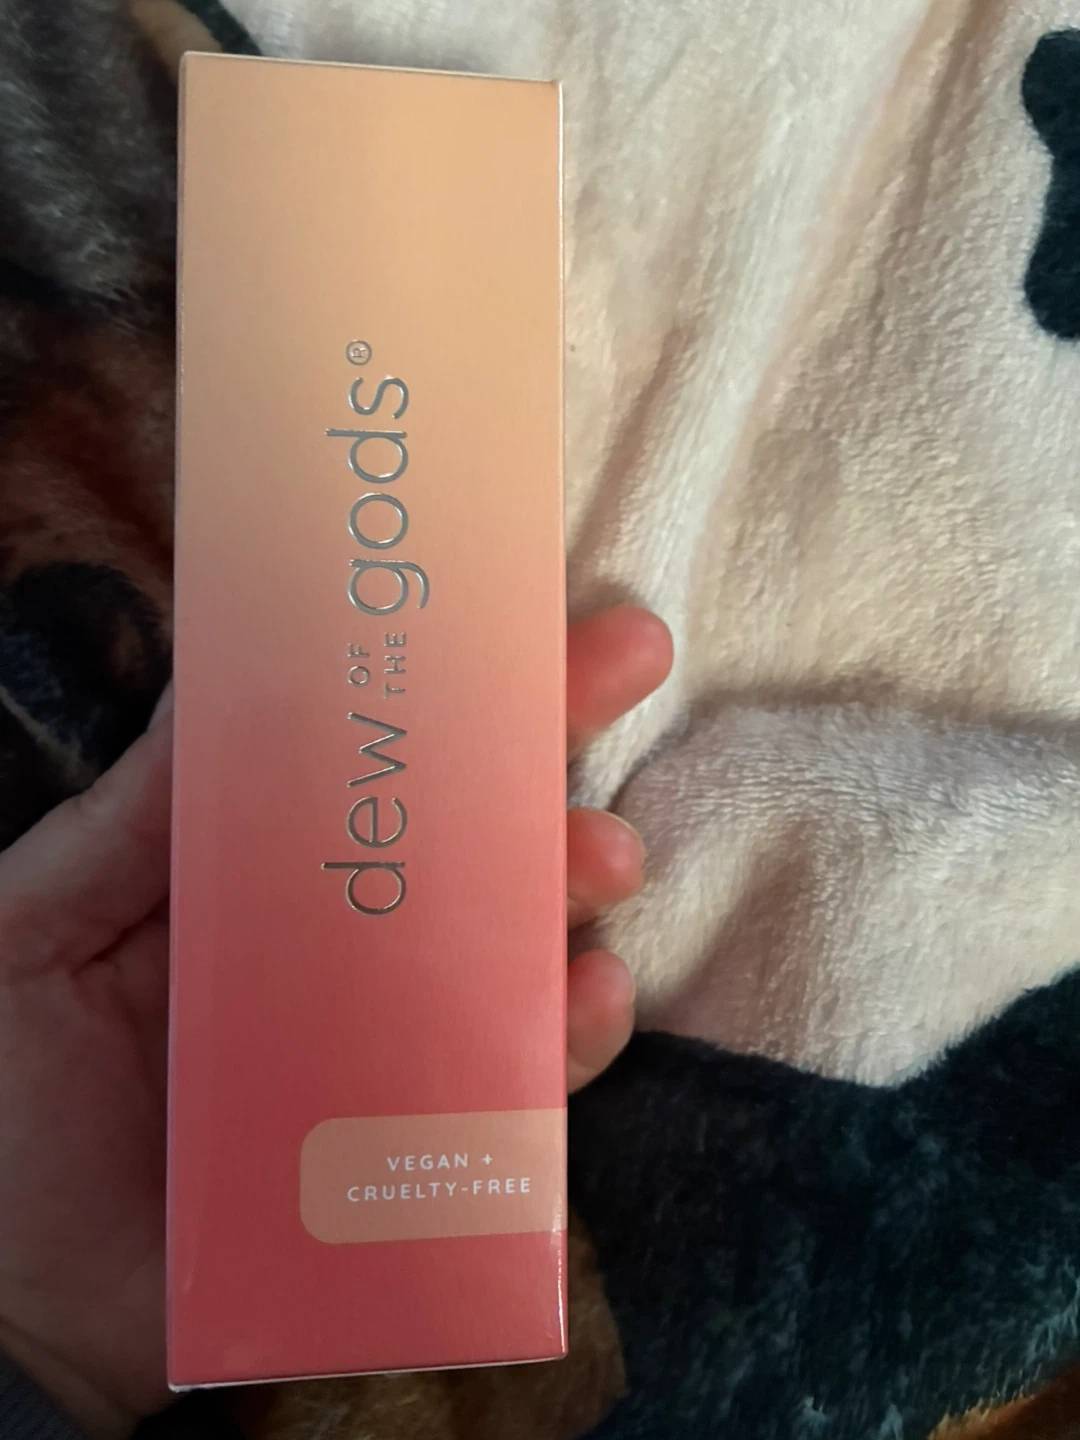 dew OF THE gods®
VEGAN +
CRUELTY-FREE